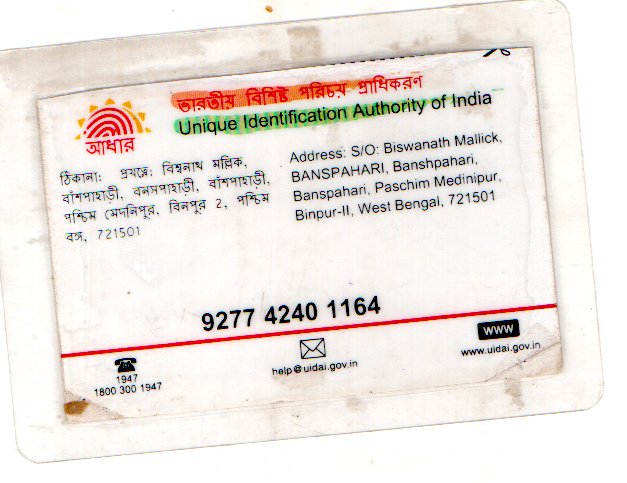 ভারতীয় বিশিষ্ট পরিচয় প্রাধিকরণ
Unique Identification Authority of India
আধার
ঠিকানা: প্রযত্নে: বিশ্বনাথ মল্লিক,
বাঁশপাহাড়ী, বনসপাহাড়ী, বাঁশপাহাড়ী,
পশ্চিম মেদিনিপুর, বিনপুর 2, পশ্চিম
বঙ্গ, 721501
Address: S/O: Biswanath Mallick,
BANSPAHARI, Banshpahari,
Banspahari, Paschim Medinipur,
Binpur-II, West Bengal, 721501
9277 4240 1164
1947
1800 300 1947
help@uidai.gov.in
www
www.uidai.gov.in